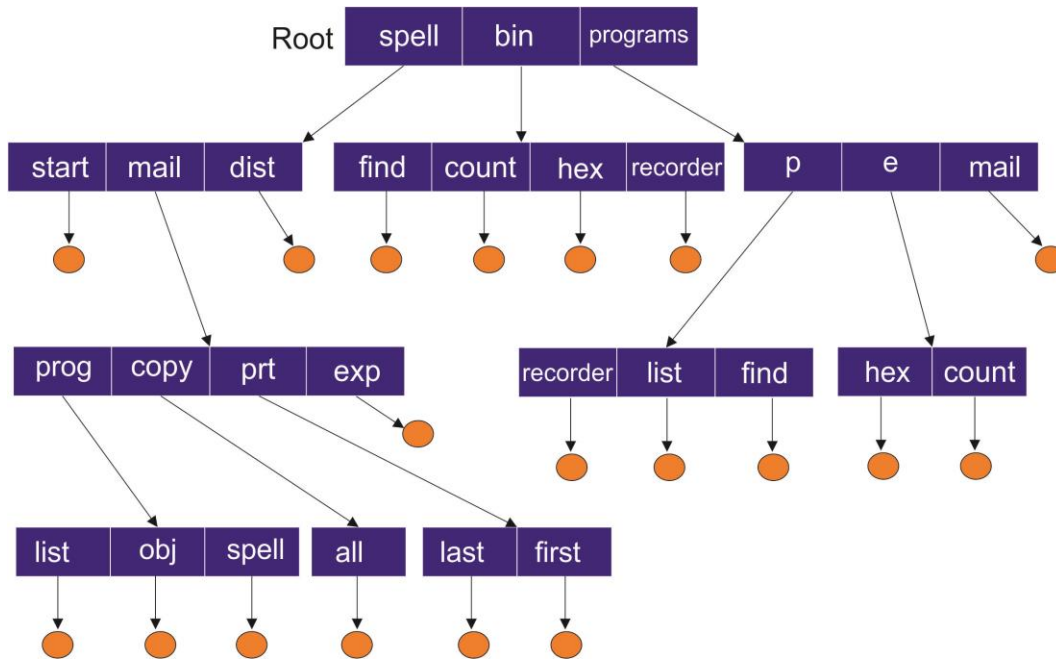 Root spell bin programs
start mail dist find count hex recorder p e mail
prog copy prt exp recorder list find hex count
list obj spell all last first